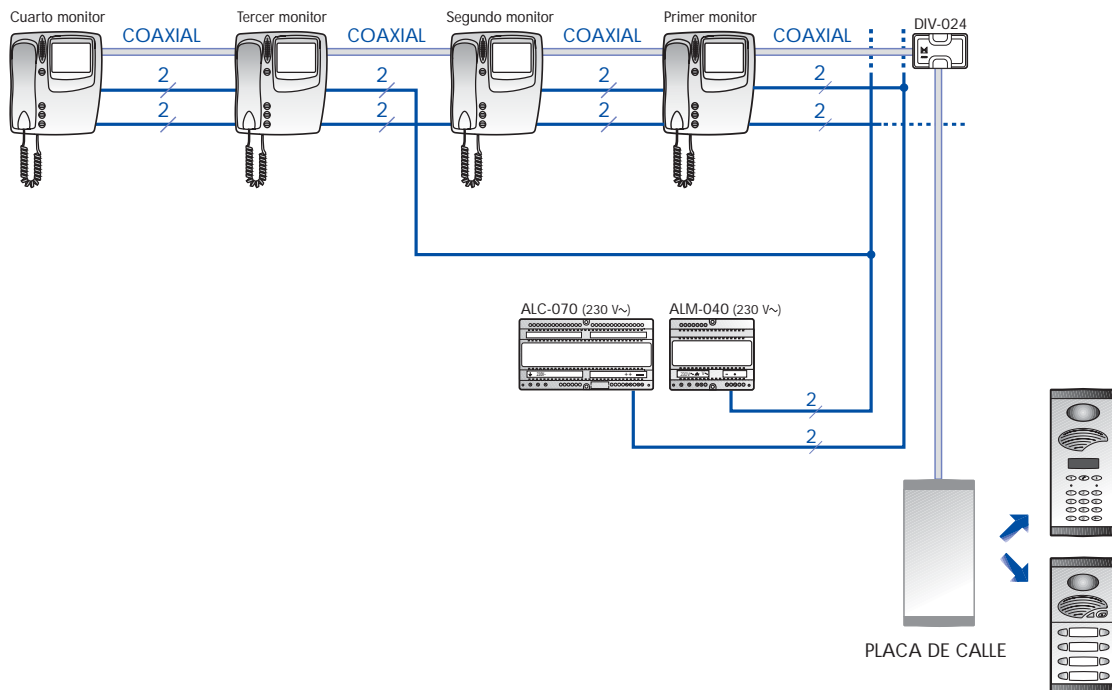 Cuarto monitor
Tercer monitor
Segundo monitor
Primer monitor
DIV-024
COAXIAL
COAXIAL
COAXIAL
COAXIAL
2
2
2
2
2
2
2
2
ALC-070 (230 V~)
ALM-040 (230 V~)
2
2
PLACA DE CALLE